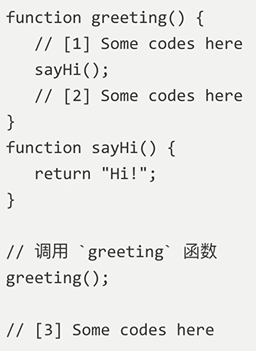 function greeting() {
   // [1] Some codes here
   sayHi();
   // [2] Some codes here
}
function sayHi() {
   return "Hi!";
}

// 调用 `greeting` 函数
greeting();

// [3] Some codes here